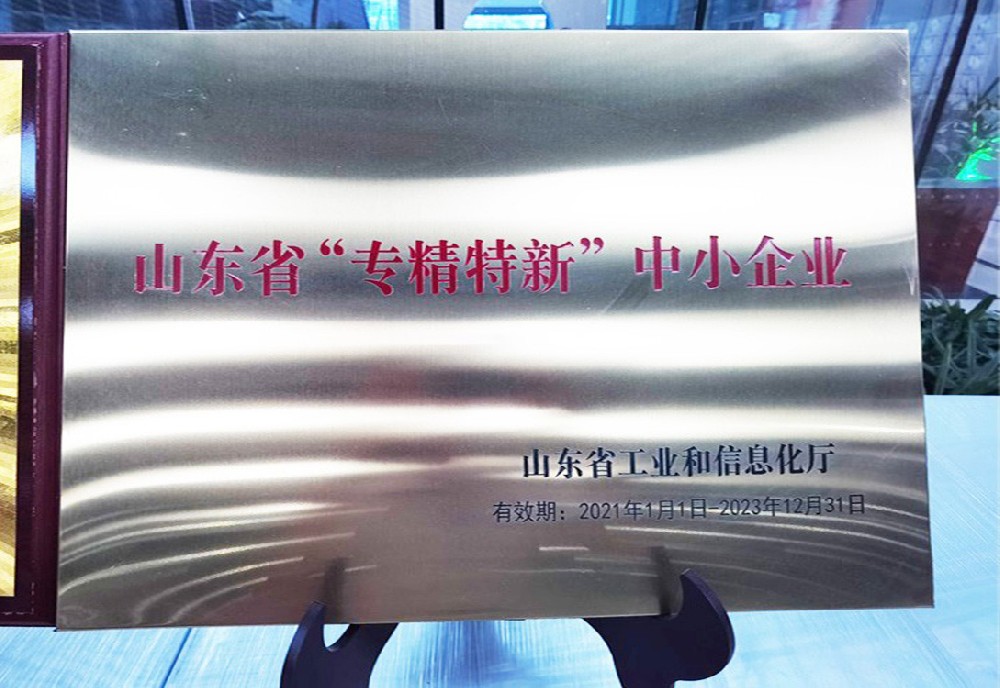 山东省“专精特新”中小企业
山东省工业和信息化厅
有效期：2021年1月1日-2023年12月31日